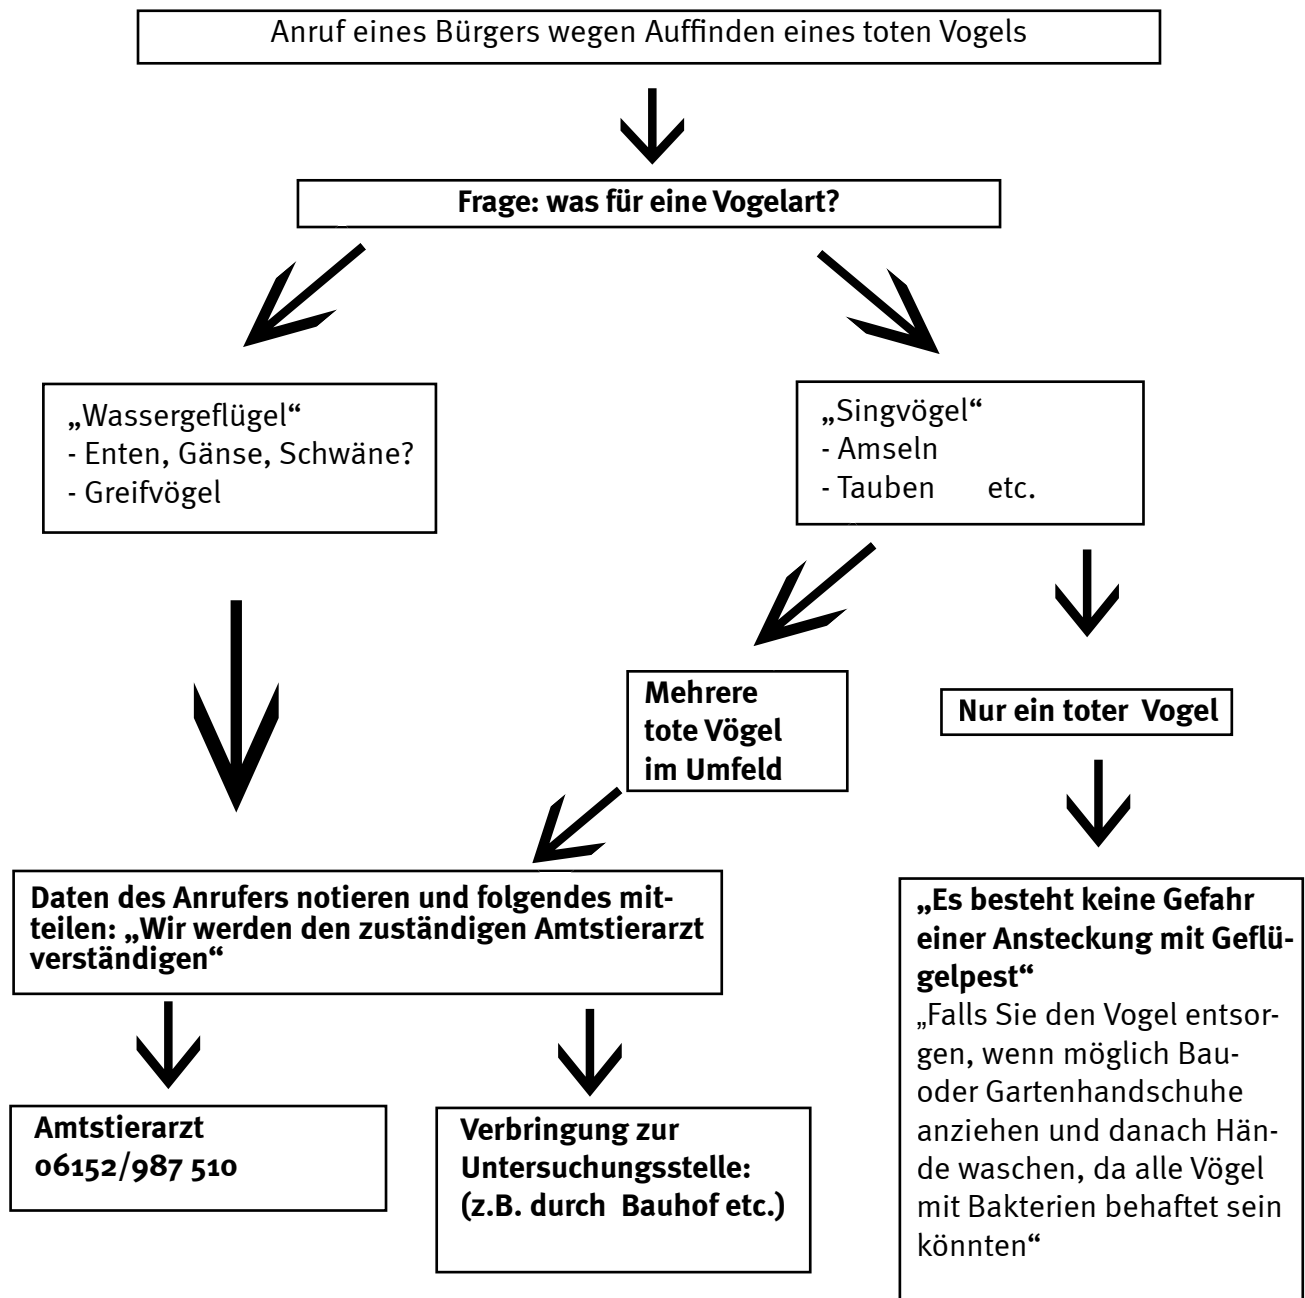 Anruf eines Bürgers wegen Auffinden eines toten Vogels
Frage: was für eine Vogelart?
„Wassergeflügel“
- Enten, Gänse, Schwäne?
- Greifvögel
„Singvögel“
- Amseln
- Tauben etc.
Mehrere
tote Vögel
im Umfeld
Nur ein toter Vogel
Daten des Anrufers notieren und folgendes mit-
teilen: „Wir werden den zuständigen Amtstierarzt
verständigen“
„Es besteht keine Gefahr
einer Ansteckung mit Geflü-
gelpest“
„Falls Sie den Vogel entsor-
gen, wenn möglich Bau-
oder Gartenhandschuhe
anziehen und danach Hän-
de waschen, da alle Vögel
mit Bakterien behaftet sein
könnten“
Amtstierarzt
06152/987 510
Verbringung zur
Untersuchungsstelle:
(z.B. durch Bauhof etc.)